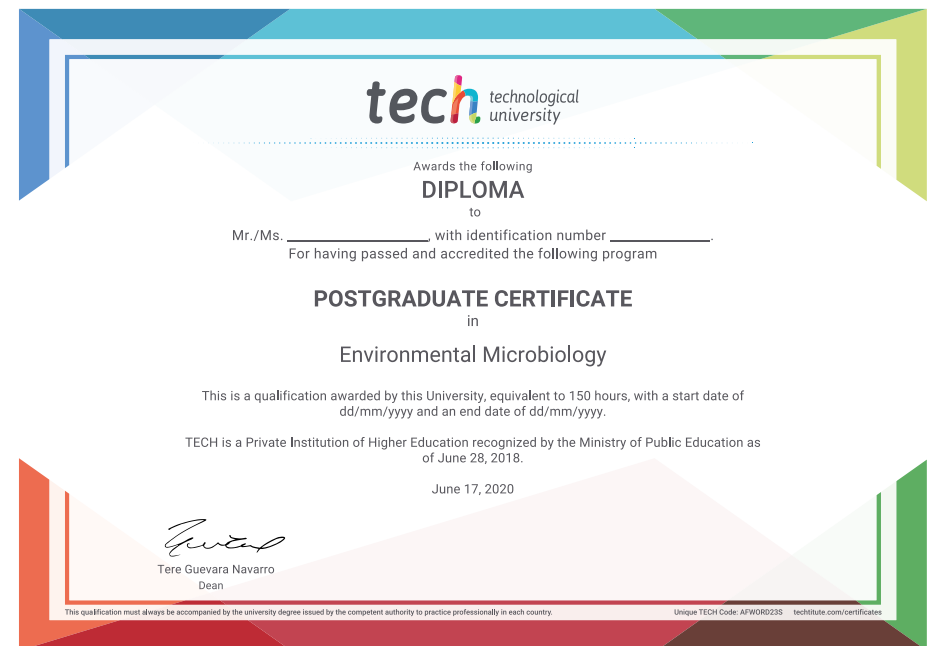 tech technological
university
Awards the following
DIPLOMA
to
Mr./Ms. ____________________, with identification number ______________.
For having passed and accredited the following program
POSTGRADUATE CERTIFICATE
in
Environmental Microbiology
This is a qualification awarded by this University, equivalent to 150 hours, with a start date of
dd/mm/yyyy and an end date of dd/mm/yyyy.
TECH is a Private Institution of Higher Education recognized by the Ministry of Public Education as
of June 28, 2018.
June 17, 2020
Tere Guevara Navarro
Dean
This qualification must always be accompanied by the university degree issued by the competent authority to practice professionally in each country. Unique TECH Code: AFWORD23S techtitute.com/certificates